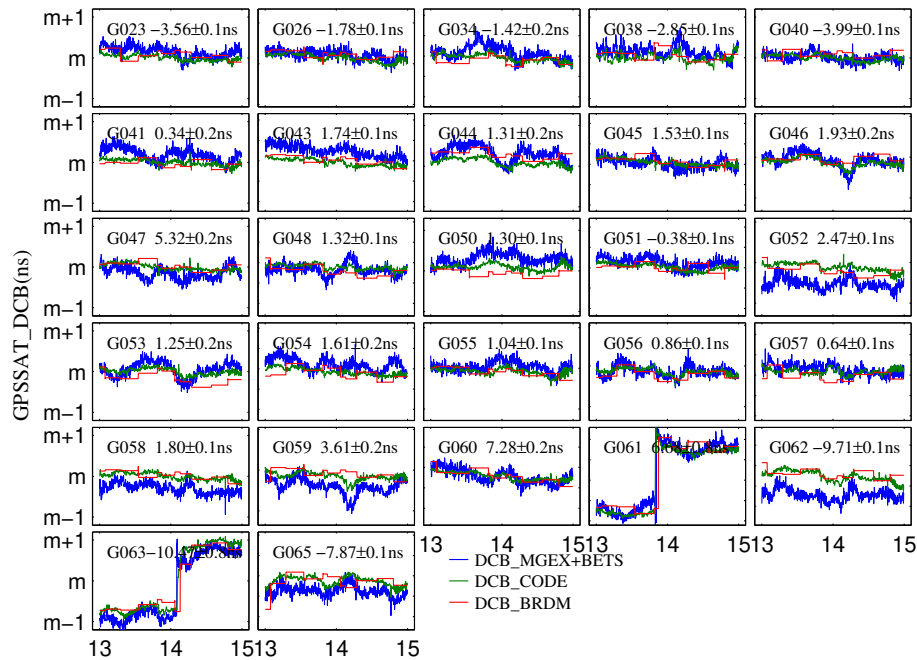 GPSSAT_DCB(ns)
m+1
m
m−1
G023 −3.56±0.1ns
G026 −1.78±0.1ns
G034 −1.42±0.2ns
G038 −2.85±0.1ns
G040 −3.99±0.1ns
m+1
m
m−1
G041 0.34±0.2ns
G043 1.74±0.1ns
G044 1.31±0.2ns
G045 1.53±0.1ns
G046 1.93±0.2ns
m+1
m
m−1
G047 5.32±0.2ns
G048 1.32±0.1ns
G050 1.30±0.1ns
G051 −0.38±0.1ns
G052 2.47±0.1ns
m+1
m
m−1
G053 1.25±0.2ns
G054 1.61±0.2ns
G055 1.04±0.1ns
G056 0.86±0.1ns
G057 0.64±0.1ns
m+1
m
m−1
G058 1.80±0.1ns
G059 3.61±0.2ns
G060 7.28±0.2ns
G061
G062 −9.71±0.1ns
13 14 15
13 14 15
13 14 15
m+1
m
m−1
G063
G065 −7.87±0.1ns
13 14 15
13 14 15
DCB_MGEX+BETS
DCB_CODE
DCB_BRDM